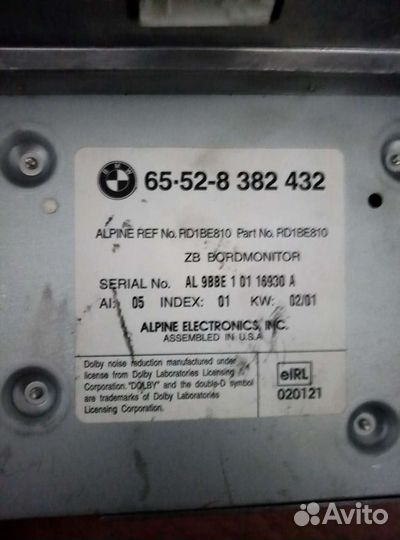 BMW
65·52-8 382 432
ALPINE REF No. RD1BE810 Part No. RD1BE810
ZB BORDMONITOR
SERIAL No. AL 9BBE 1 01 16930 A
AI: 05 INDEX: 01 KW: 02/01
ALPINE ELECTRONICS, INC.
ASSEMBLED IN U.S.A
Dolby noise reduction manufactured under
license from Dolby Laboratories Licensing
Corporation. "DOLBY" and the double-D symbol
are trademarks of Dolby Laboratories
Licensing Corporation.
eIRL
020121
Avito